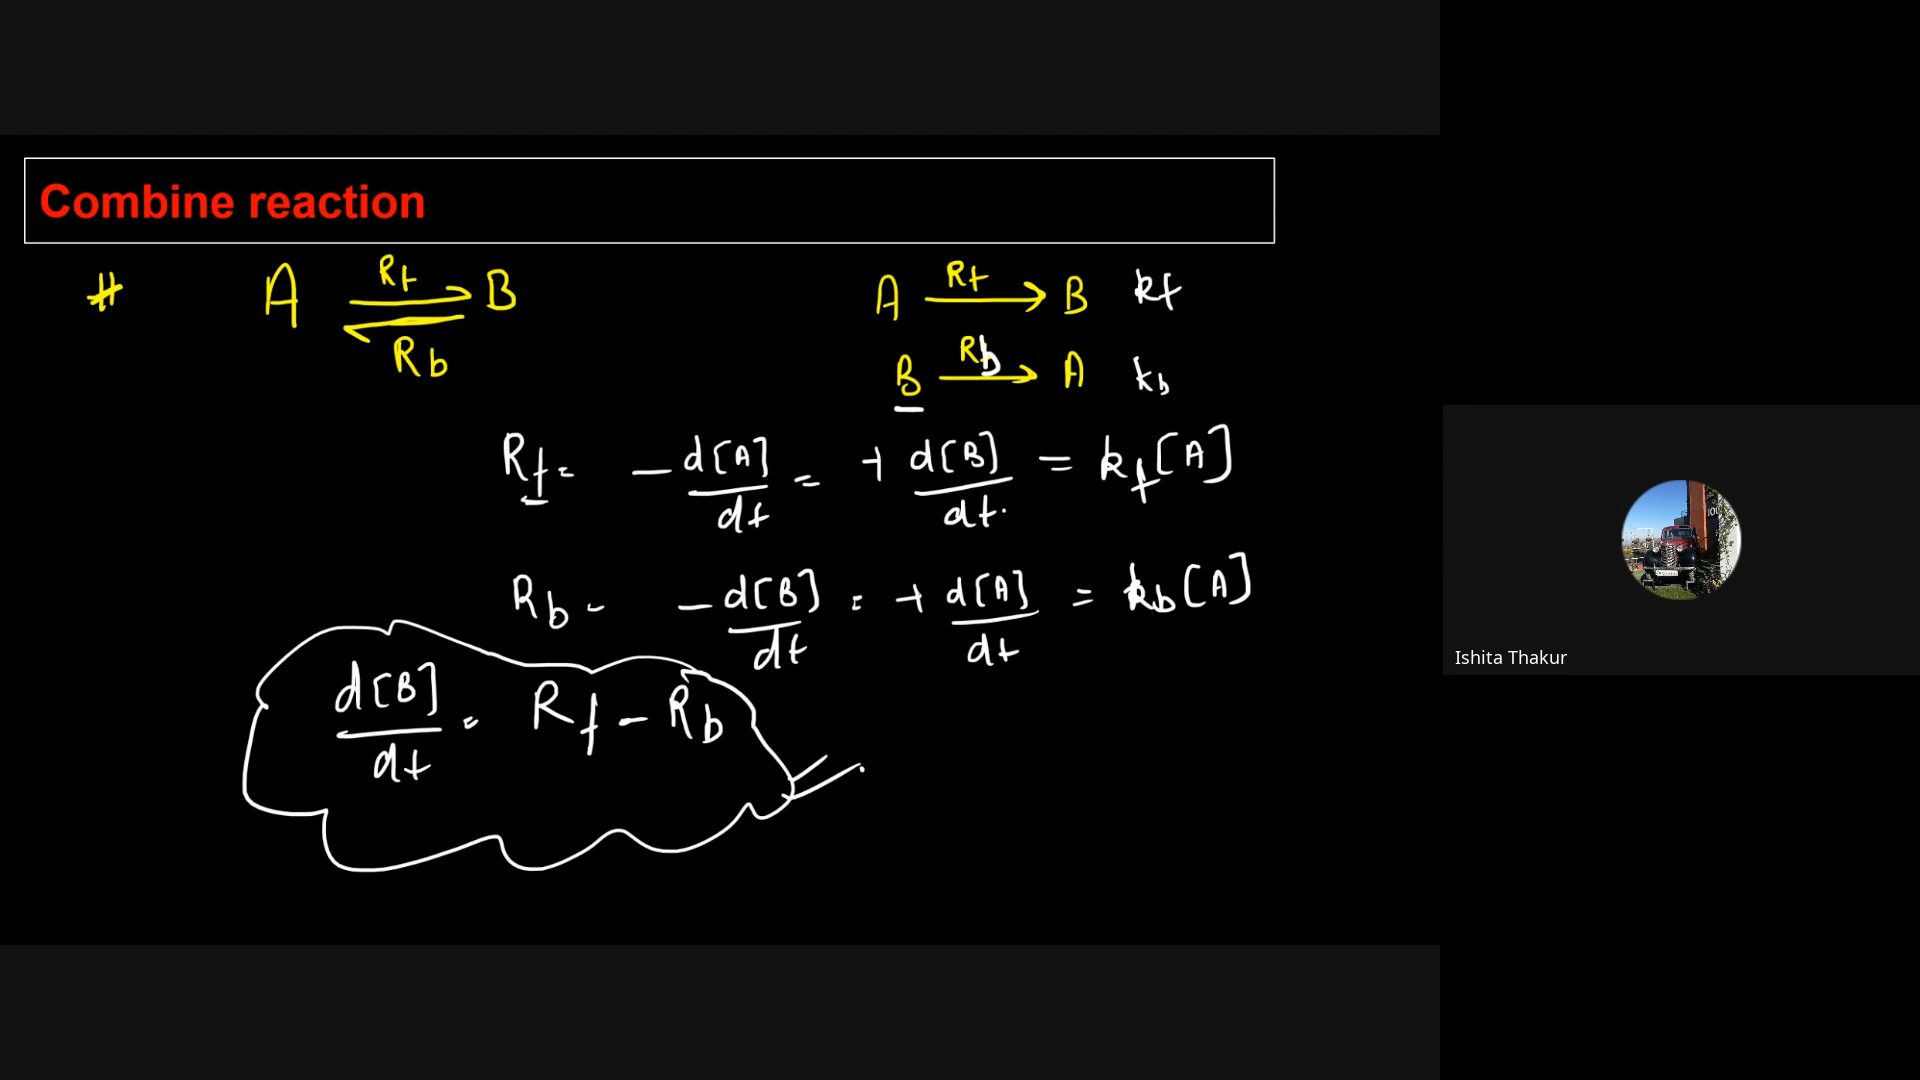 Combine reaction
# A ⇌ B
Rf
Rb
A Rf → B kf
B Rb → A kb
Rf = - d[A]/dt = + d[B]/dt = kf[A]
Rb = - d[B]/dt = + d[A]/dt = kb[A]
d[B]/dt = Rf - Rb
Ishita Thakur